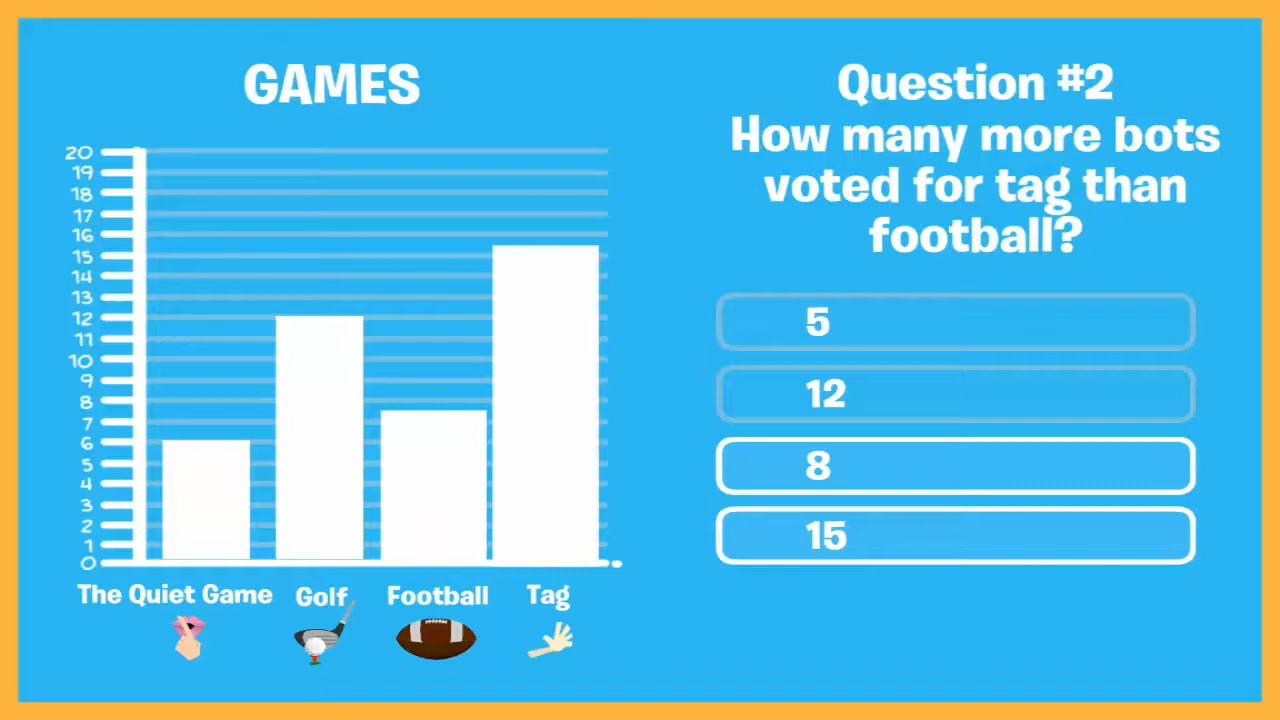 GAMES
20
19
18
17
16
15
14
13
12
11
10
9
8
7
6
5
4
3
2
1
0
The Quiet Game
Golf
Football
Tag
Question #2
How many more bots
voted for tag than
football?
5
12
8
15